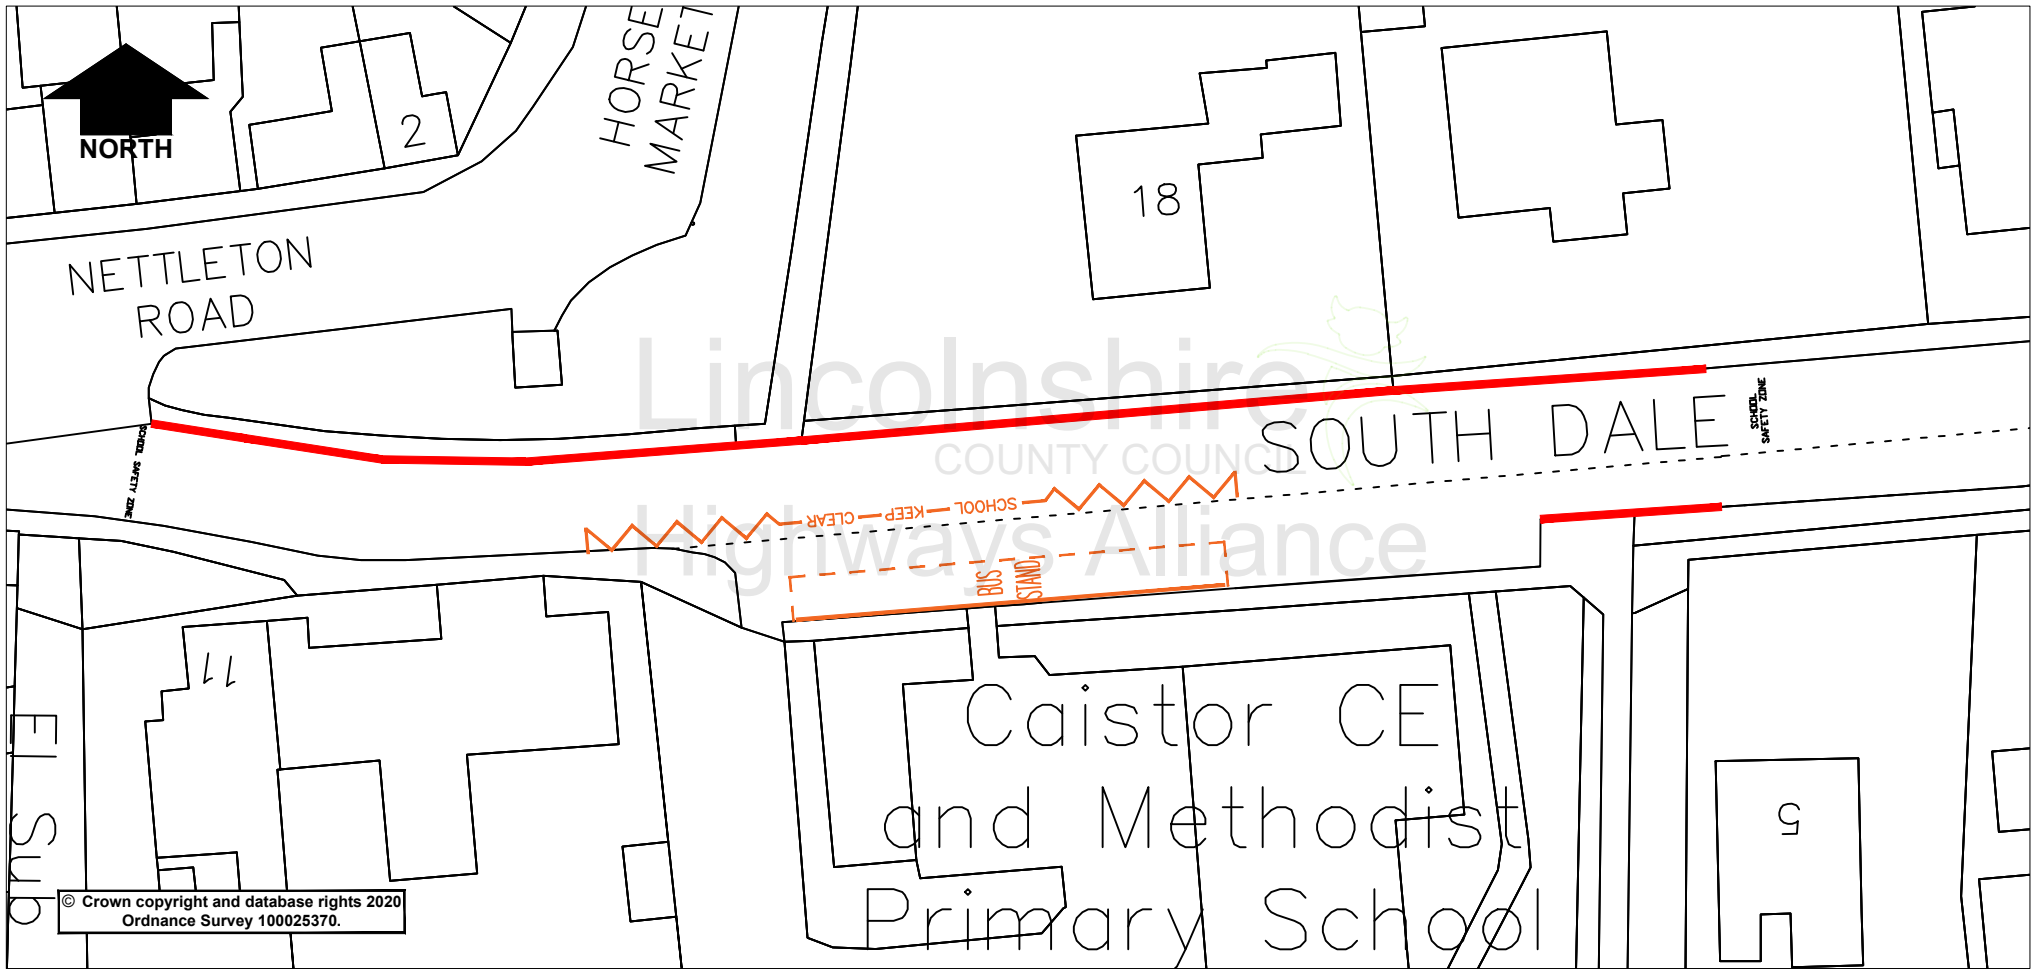 HORSE
MARKET
2
NORTH
18
NETTLETON
ROAD
Lincolnshire
COUNTY COUNCIL
Highways Alliance
SOUTH DALE
SCHOOL
SAFETY ZONE
SCHOOL SAFETY ZONE
SCHOOL KEEP CLEAR
BUS
STAND
11
Caistor CE
and Methodist
Primary School
5
El Sub
© Crown copyright and database rights 2020
Ordnance Survey 100025370.